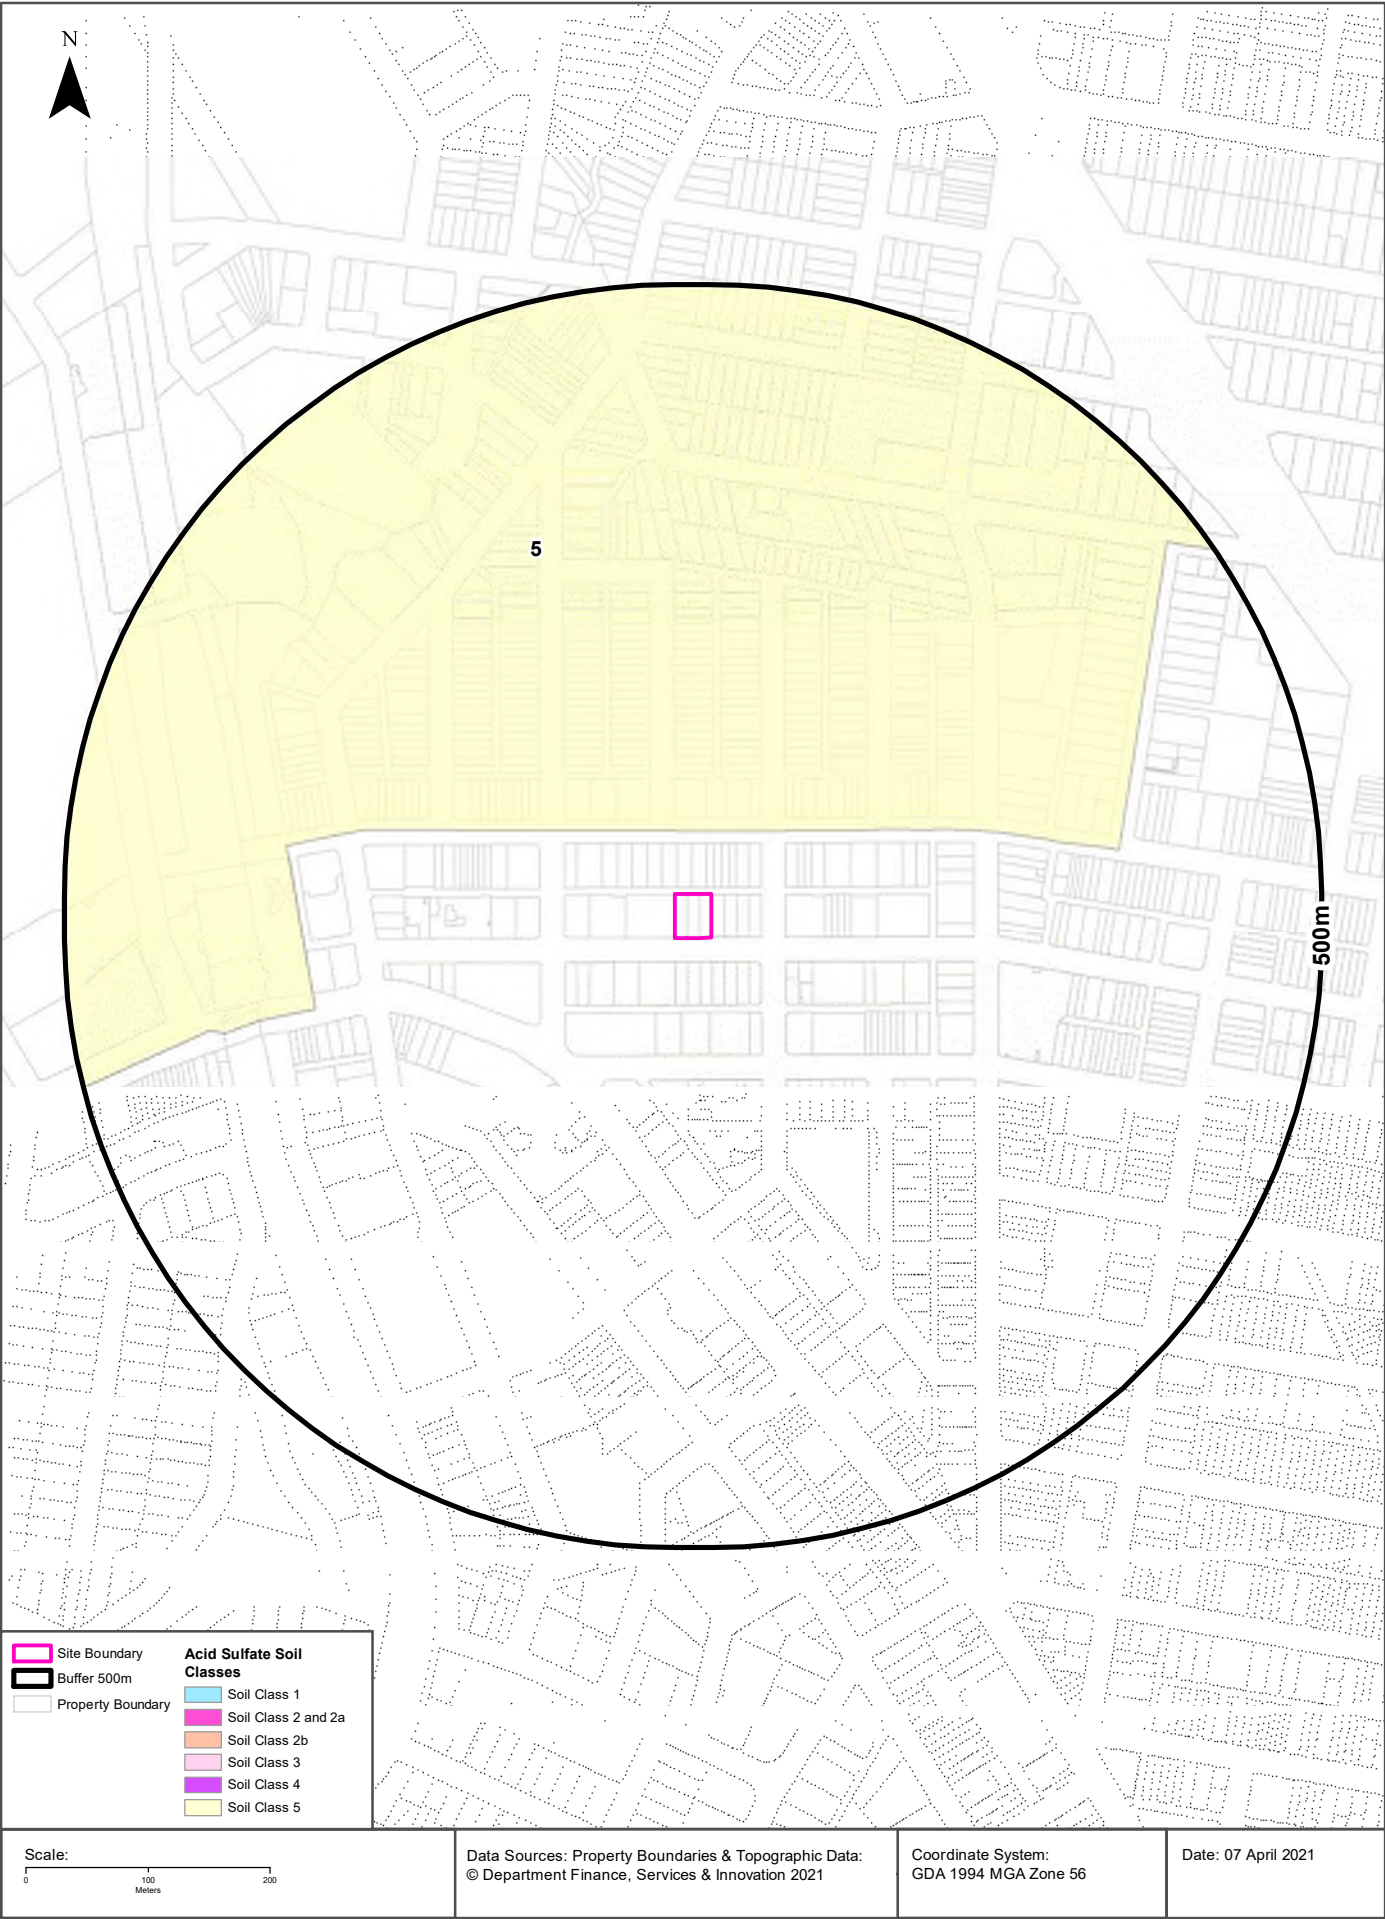 N
5
500m
Site Boundary
Buffer 500m
Property Boundary
Acid Sulfate Soil
Classes
Soil Class 1
Soil Class 2 and 2a
Soil Class 2b
Soil Class 3
Soil Class 4
Soil Class 5
Scale:
0 100 200
Meters
Data Sources: Property Boundaries & Topographic Data:
© Department Finance, Services & Innovation 2021
Coordinate System:
GDA 1994 MGA Zone 56
Date: 07 April 2021